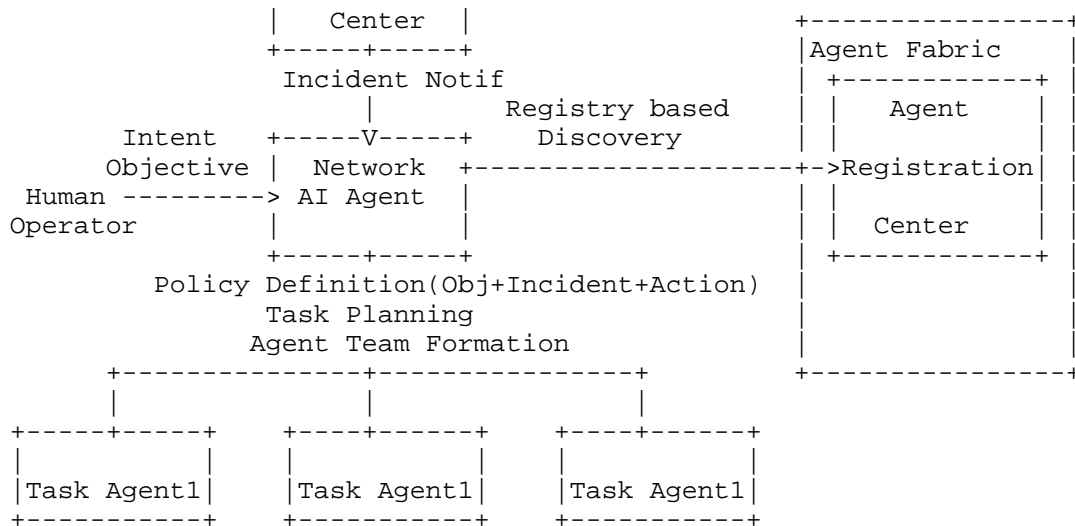 Center
Agent Fabric
Incident Notif
Registry based
Agent
Intent
Discovery
Objective
Network
Registration
Human
AI Agent
Operator
Center
Policy Definition(Obj+Incident+Action)
Task Planning
Agent Team Formation
Task Agent1
Task Agent1
Task Agent1